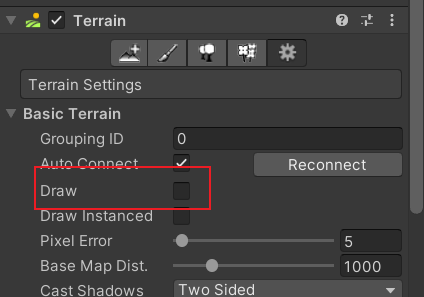 Terrain
Terrain Settings
Basic Terrain
Grouping ID 0
Auto Connect Reconnect
Draw
Draw Instanced
Pixel Error 5
Base Map Dist. 1000
Cast Shadows Two Sided